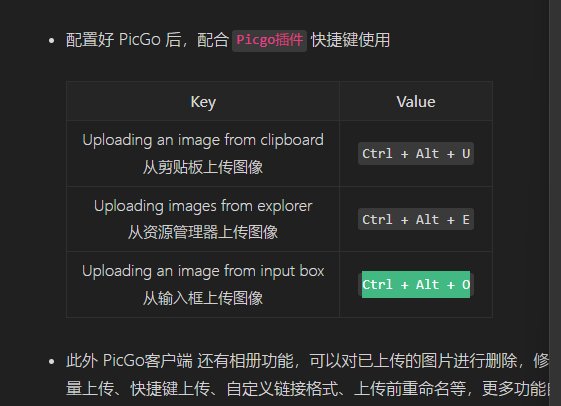 配置好 PicGo 后，配合 Picgo插件 快捷键使用
Key Value
Uploading an image from clipboard
从剪贴板上传图像
Ctrl + Alt + U
Uploading images from explorer
从资源管理器上传图像
Ctrl + Alt + E
Uploading an image from input box
从输入框上传图像
Ctrl + Alt + O
此外 PicGo客户端 还有相册功能，可以对已上传的图片进行删除，修
量上传、快捷键上传、自定义链接格式、上传前重命名等，更多功能